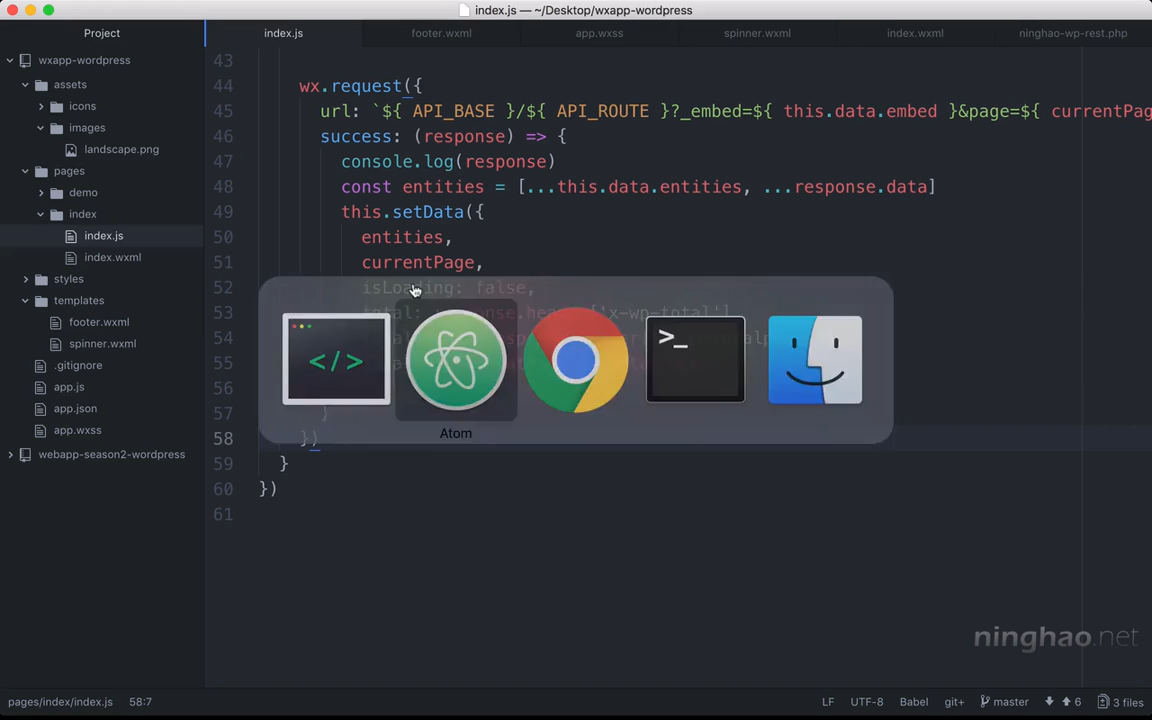 index.js — ~/Desktop/wxapp-wordpress
Project
index.js
footer.wxml
app.wxss
spinner.wxml
index.wxml
ninghao-wp-rest.php
wxapp-wordpress
assets
icons
images
landscape.png
pages
demo
index
index.js
index.wxml
styles
templates
footer.wxml
spinner.wxml
.gitignore
app.js
app.json
app.wxss
webapp-season2-wordpress
43
44 wx.request({
45 url: `${ API_BASE }/${ API_ROUTE }?_embed=${ this.data.embed }&page=${ currentPag
46 success: (response) => {
47 console.log(response)
48 const entities = [...this.data.entities, ...response.data]
49 this.setData({
50 entities,
51 currentPage,
52 isLoading: false,
53
54
55
56
57 }
58 })
59 }
60 })
61
</>
>_
Atom
ninghao.net
pages/index/index.js 58:7
LF UTF-8 Babel git+ master 6 3 files